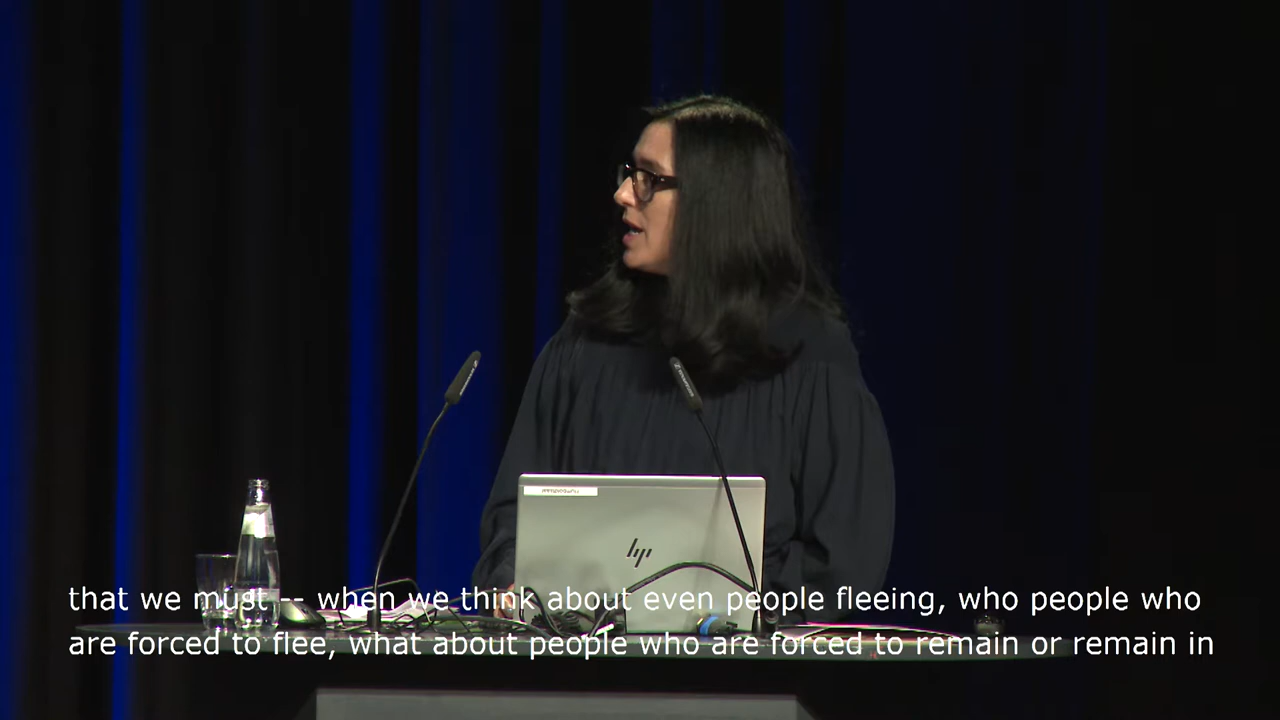 hp
that we must -- when we think about even people fleeing, who people who
are forced to flee, what about people who are forced to remain or remain in